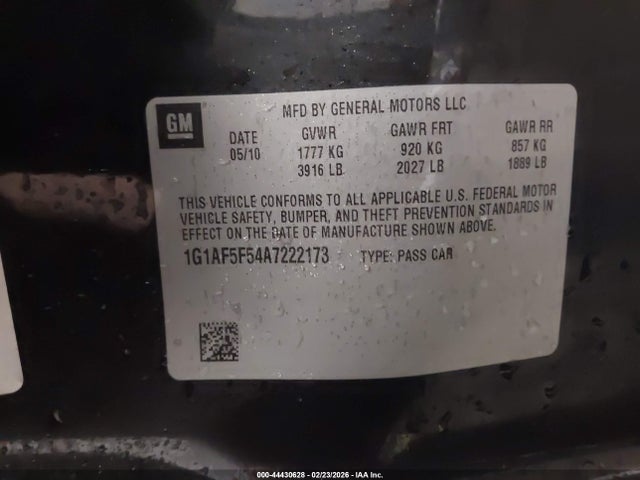 GM
MFD BY GENERAL MOTORS LLC
DATE GVWR GAWR FRT GAWR RR
05/10 1777 KG 920 KG 857 KG
3916 LB 2027 LB 1889 LB
THIS VEHICLE CONFORMS TO ALL APPLICABLE U.S. FEDERAL MOTOR
VEHICLE SAFETY, BUMPER, AND THEFT PREVENTION STANDARDS IN
EFFECT ON THE DATE OF MANUFACTURE SHOWN ABOVE.
1G1AF5F54A7222173 TYPE: PASS CAR
000-44430628 - 02/23/2026 - IAA Inc.